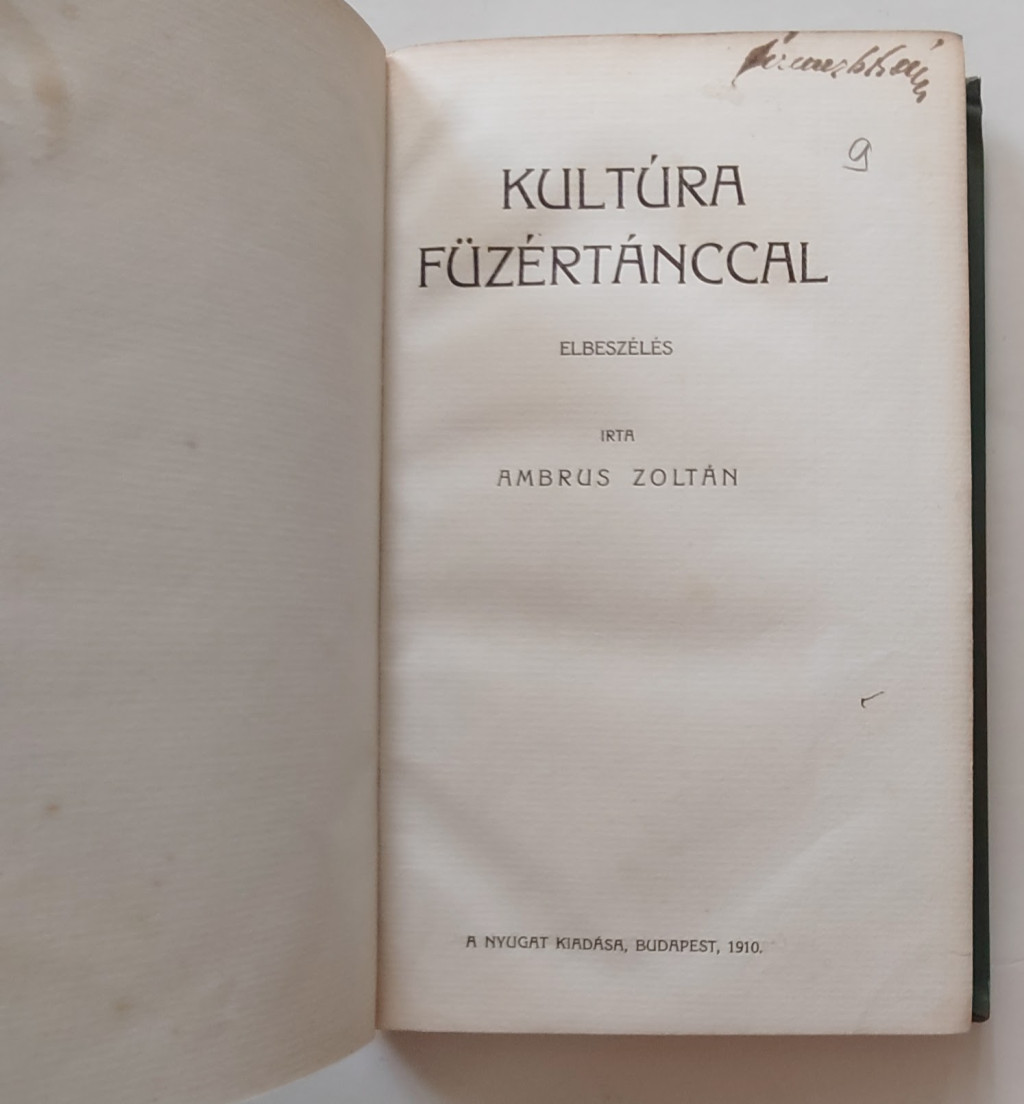 9
KULTÚRA
FÜZÉRTÁNCCAL
ELBESZÉLÉS
IRTA
AMBRUS ZOLTÁN
A NYUGAT KIADÁSA, BUDAPEST, 1910.